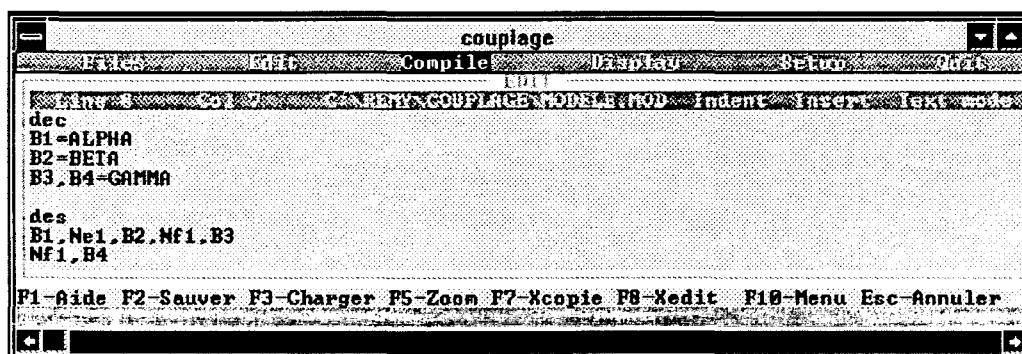 couplage
Files Edit Compile Display Setup Quit
EDIT
Line 8 Col 7 C:\REMY\COUPLAGE\MODELE.MOD Indent Insert Text mode
dec
B1=ALPHA
B2=BETA
B3,B4=GAMMA
des
B1,Ne1,B2,Nf1,B3
Nf1,B4
F1-Aide F2-Sauver F3-Charger F5-Zoom F7-Xcopie F8-Xedit F10-Menu Esc-Annuler